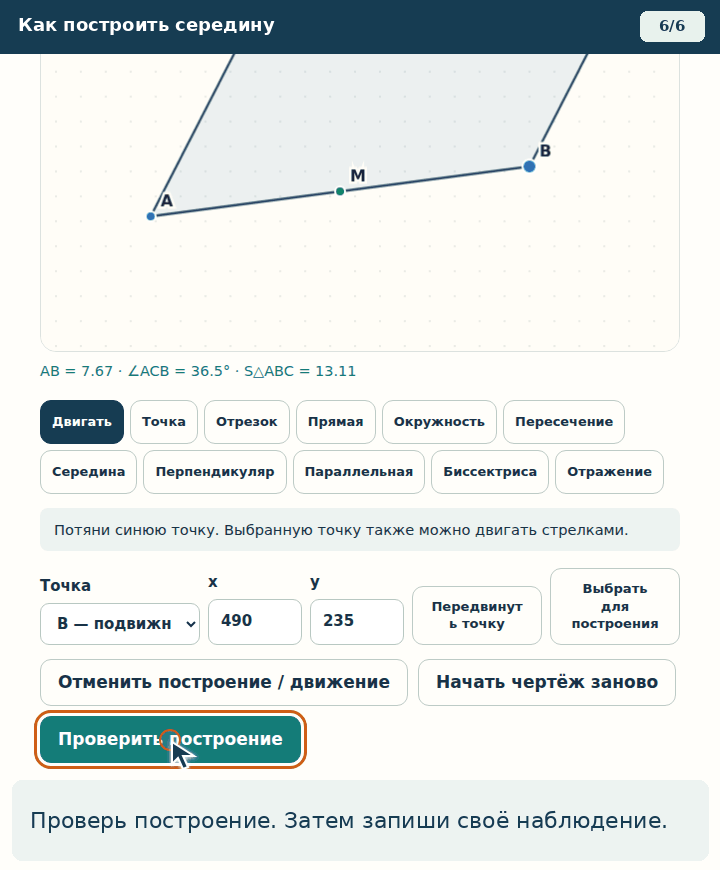 Как построить середину
6/6
B
M
A
AB = 7.67 · ∠ACB = 36.5° · S△ABC = 13.11
Двигать Точка Отрезок Прямая Окружность Пересечение
Середина Перпендикуляр Параллельная Биссектриса Отражение
Потяни синюю точку. Выбранную точку также можно двигать стрелками.
Точка x y
B — подвижн 490 235
Передвинут
ь точку
Выбрать
для
построения
Отменить построение / движение Начать чертёж заново
Проверить построение
Проверь построение. Затем запиши своё наблюдение.